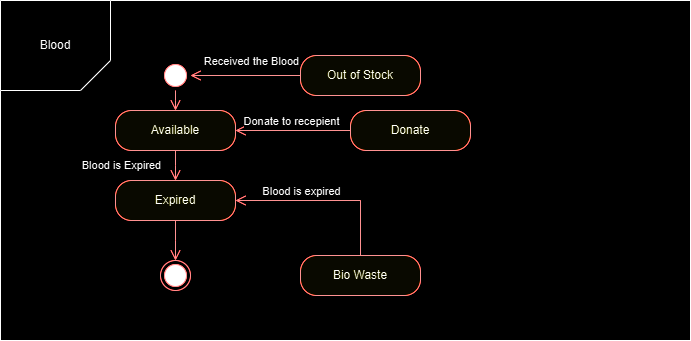 Blood
Received the Blood
Out of Stock
Available
Donate to recepient
Donate
Blood is Expired
Expired
Blood is expired
Bio Waste